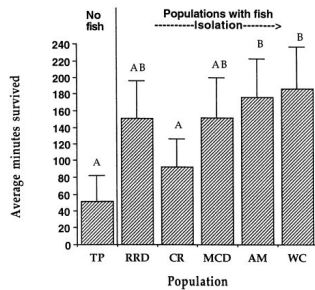 No
fish
Populations with fish
----------Isolation--------->
Average minutes survived
240
220
200
180
160
140
120
100
80
60
40
20
0
A
AB
A
AB
B
B
TP RRD CR MCD AM WC
Population